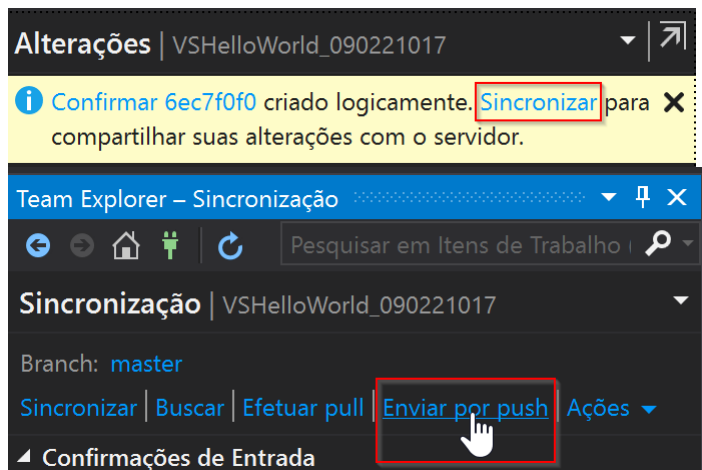 Alterações | VSHelloWorld_090221017
Confirmar 6ec7f0f0 criado logicamente. Sincronizar para
compartilhar suas alterações com o servidor.
Team Explorer – Sincronização
Pesquisar em Itens de Trabalho (
Sincronização | VSHelloWorld_090221017
Branch: master
Sincronizar | Buscar | Efetuar pull | Enviar por push | Ações
Confirmações de Entrada